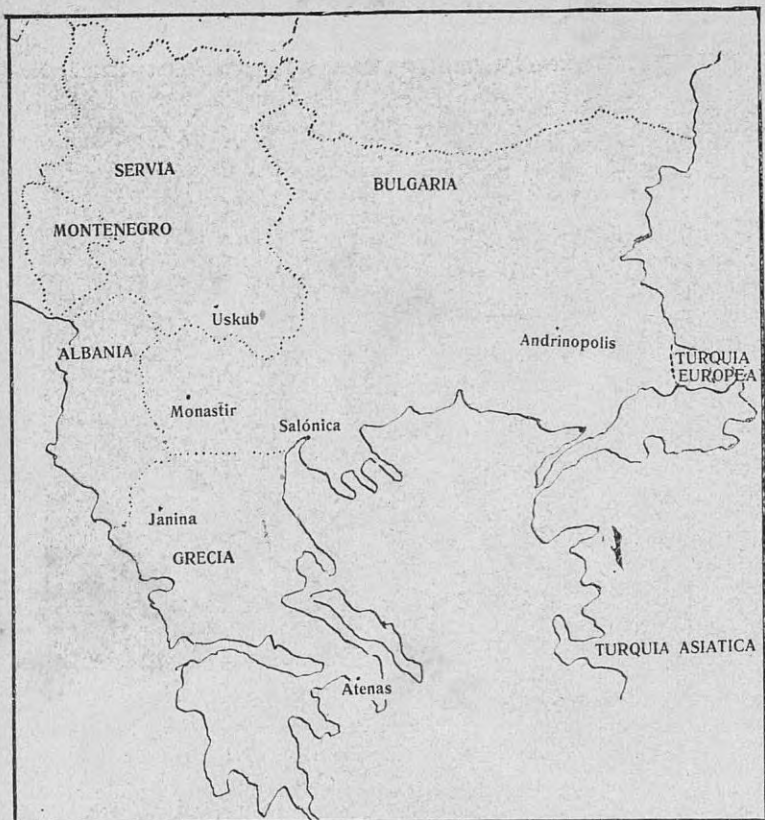 SERVIA
BULGARIA
MONTENEGRO
Uskub
Andrinopolis
ALBANIA
TURQUIA
EUROPEA
Monastir
Salónica
Janina
GRECIA
TURQUIA ASIATICA
Atenas